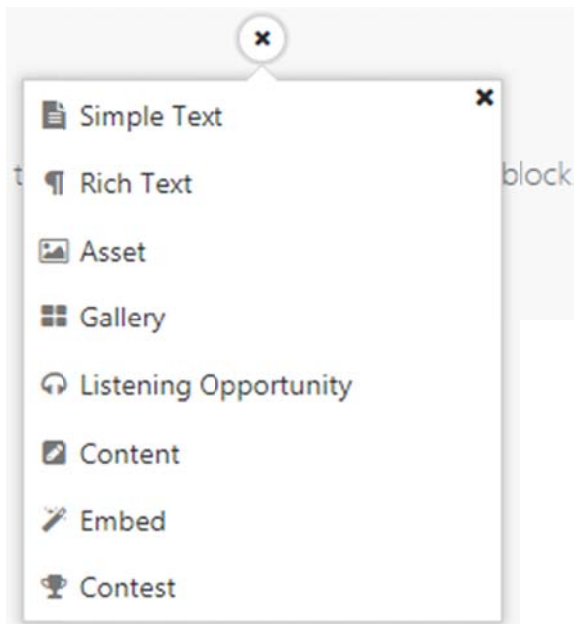 Simple Text
t
Rich Text
block
Asset
Gallery
Listening Opportunity
Content
Embed
Contest